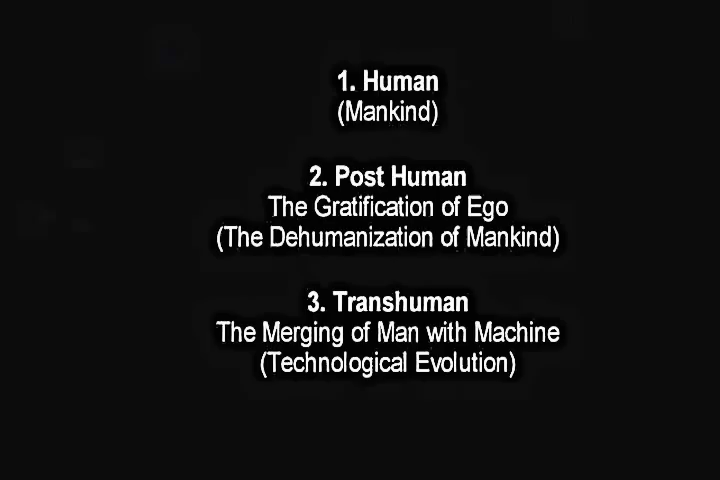 1. Human
(Mankind)
2. Post Human
The Gratification of Ego
(The Dehumanization of Mankind)
3. Transhuman
The Merging of Man with Machine
(Technological Evolution)